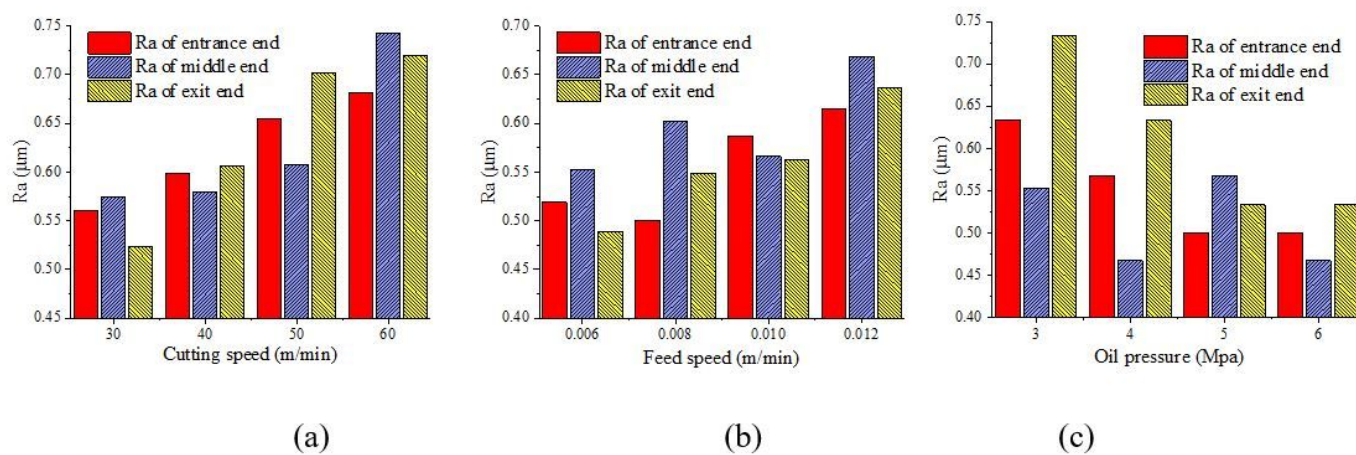 0.75
0.70
0.65
0.60
0.55
0.50
0.45
Ra (μm)
Ra of entrance end
Ra of middle end
Ra of exit end
30 40 50 60
Cutting speed (m/min)
(a)
0.70
0.65
0.60
0.55
0.50
0.45
0.40
Ra (μm)
Ra of entrance end
Ra of middle end
Ra of exit end
0.006 0.008 0.010 0.012
Feed speed (m/min)
(b)
0.75
0.70
0.65
0.60
0.55
0.50
0.45
0.40
Ra (μm)
Ra of entrance end
Ra of middle end
Ra of exit end
3 4 5 6
Oil pressure (Mpa)
(c)